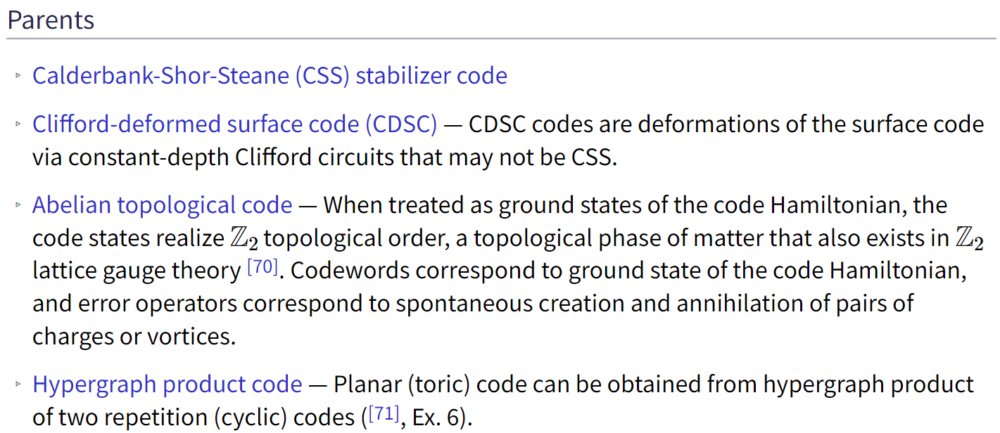 Parents
▹ Calderbank-Shor-Steane (CSS) stabilizer code
▹ Clifford-deformed surface code (CDSC) — CDSC codes are deformations of the surface code
via constant-depth Clifford circuits that may not be CSS.
▹ Abelian topological code — When treated as ground states of the code Hamiltonian, the
code states realize ℤ₂ topological order, a topological phase of matter that also exists in ℤ₂
lattice gauge theory [70]. Codewords correspond to ground state of the code Hamiltonian,
and error operators correspond to spontaneous creation and annihilation of pairs of
charges or vortices.
▹ Hypergraph product code — Planar (toric) code can be obtained from hypergraph product
of two repetition (cyclic) codes ([71], Ex. 6).